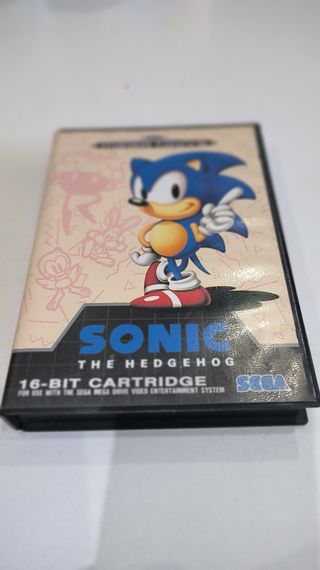 SONIC
THE HEDGEHOG
16-BIT CARTRIDGE
FOR USE WITH THE SEGA MEGA DRIVE VIDEO ENTERTAINMENT SYSTEM
SEGA